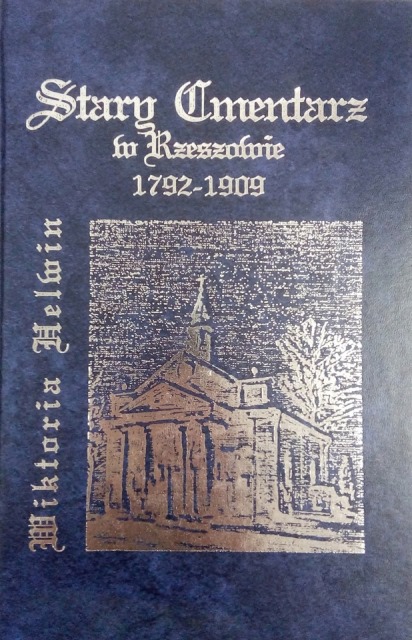 Stary Cmentarz
w Rzeszowie
1792-1909
Wiktoria Helwin